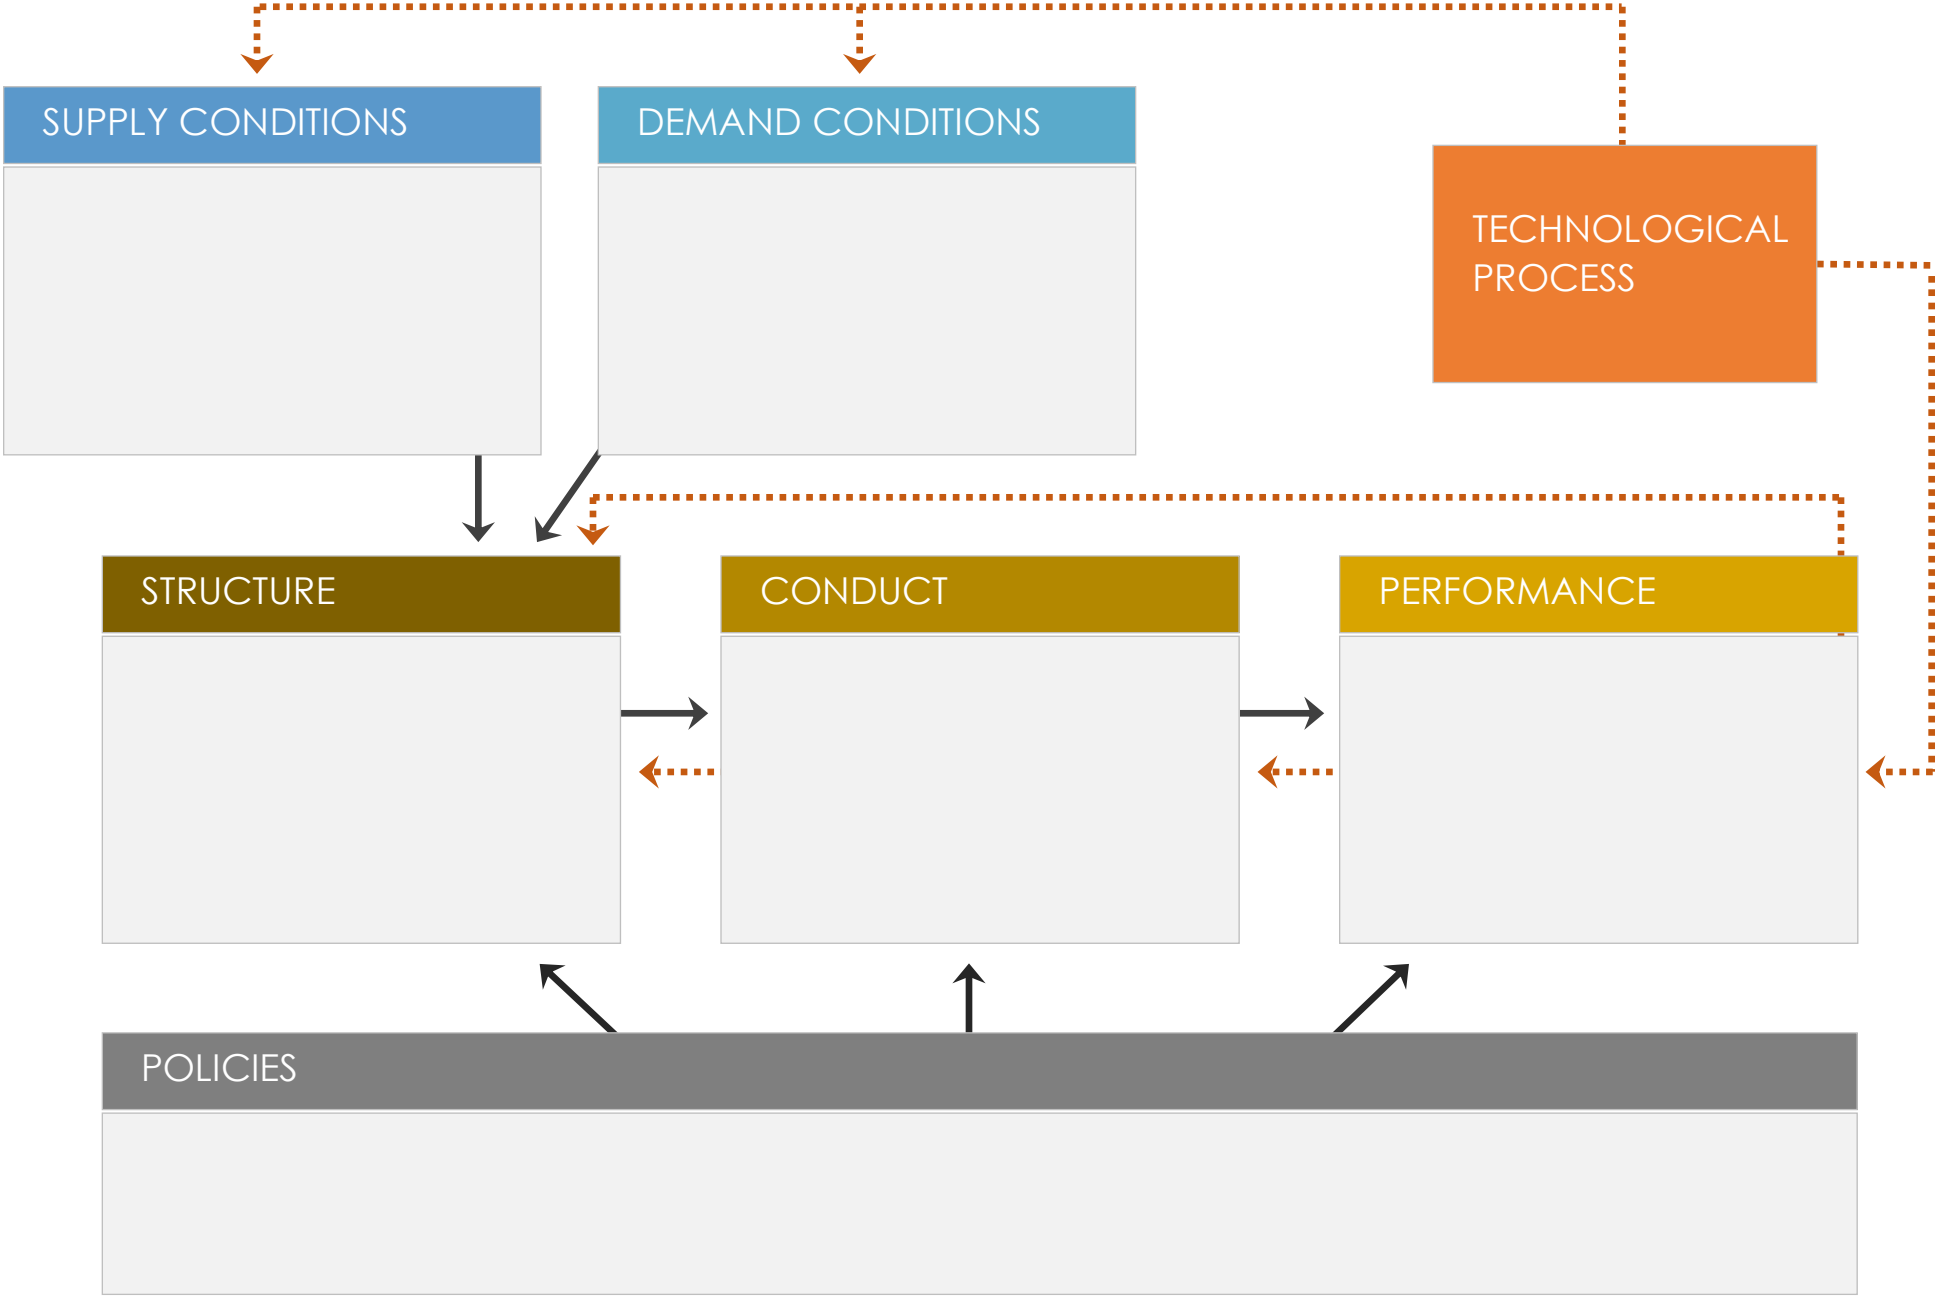 SUPPLY CONDITIONS
DEMAND CONDITIONS
TECHNOLOGICAL
PROCESS
STRUCTURE
CONDUCT
PERFORMANCE
POLICIES